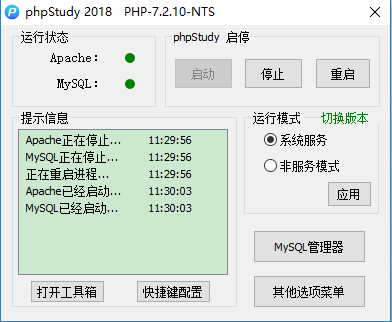 phpStudy 2018 PHP-7.2.10-NTS
运行状态
Apache:
MySQL:
phpStudy 启停
启动 停止 重启
提示信息
Apache正在停止... 11:29:56
MySQL正在停止... 11:29:56
正在重启进程... 11:29:56
Apache已经启动... 11:30:03
MySQL已经启动... 11:30:03
打开工具箱 快捷键配置
运行模式 切换版本
系统服务
非服务模式
应用
MySQL管理器
其他选项菜单